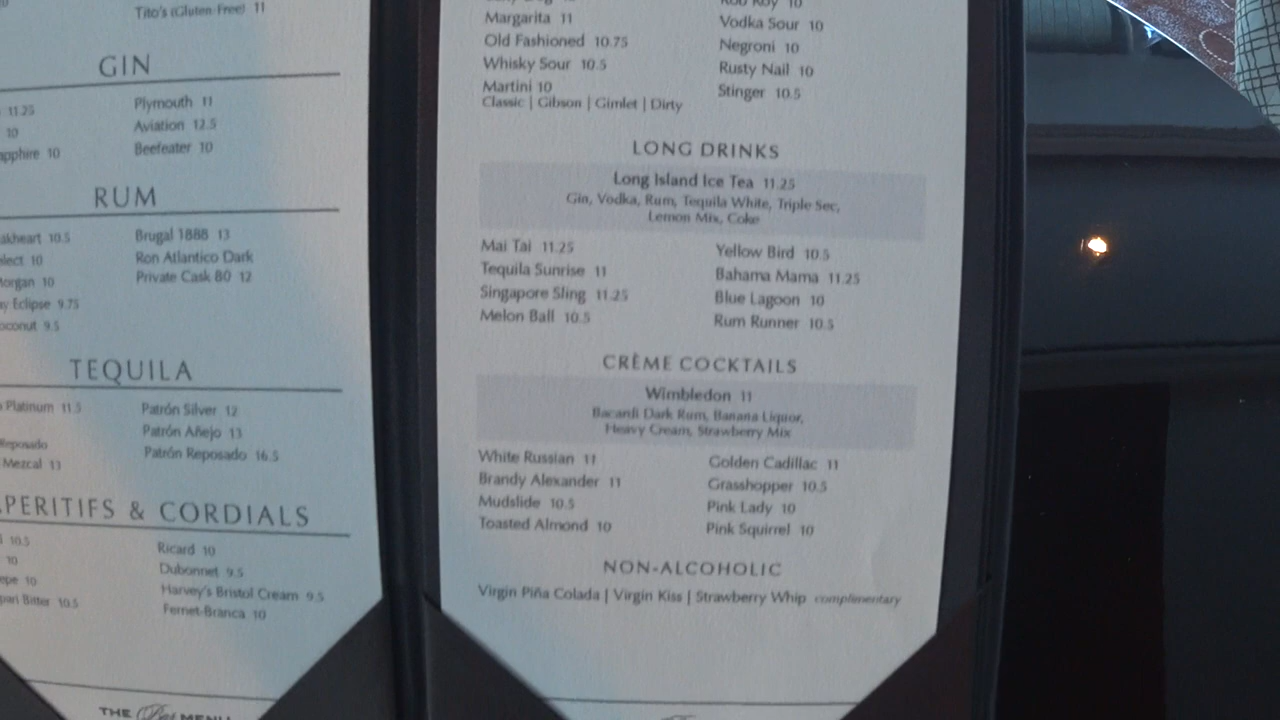 Tito's (Gluten Free) 11
GIN
11.25
10
10
Plymouth 11
Aviation 12.5
Beefeater 10
RUM
10.5
10
10
Eclipse 9.75
9.5
Brugal 1888 13
Ron Atlantico Dark
Private Cask 80 12
TEQUILA
Platinum 11.5
Reposado
Mezcal 13
Patrón Silver 12
Patrón Añejo 13
Patrón Reposado 16.5
& CORDIALS
10.5
10
10
Bitter 10.5
Ricard 10
Dubonnet 9.5
Harvey's Bristol Cream 9.5
Fernet-Branca 10
THE Bar MENU
Margarita 11
Old Fashioned 10.75
Whisky Sour 10.5
Martini 10
Classic | Gibson | Gimlet | Dirty
Rob Roy 10
Vodka Sour 10
Negroni 10
Rusty Nail 10
Stinger 10.5
LONG DRINKS
Long Island Ice Tea 11.25
Gin, Vodka, Rum, Tequila White, Triple Sec,
Lemon Mix, Coke
Mai Tai 11.25
Tequila Sunrise 11
Singapore Sling 11.25
Melon Ball 10.5
Yellow Bird 10.5
Bahama Mama 11.25
Blue Lagoon 10
Rum Runner 10.5
CRÈME COCKTAILS
Wimbledon 11
Bacardi Dark Rum, Banana Liquor,
Heavy Cream, Strawberry Mix
White Russian 11
Brandy Alexander 11
Mudslide 10.5
Toasted Almond 10
Golden Cadillac 11
Grasshopper 10.5
Pink Lady 10
Pink Squirrel 10
NON-ALCOHOLIC
Virgin Piña Colada | Virgin Kiss | Strawberry Whip complimentary